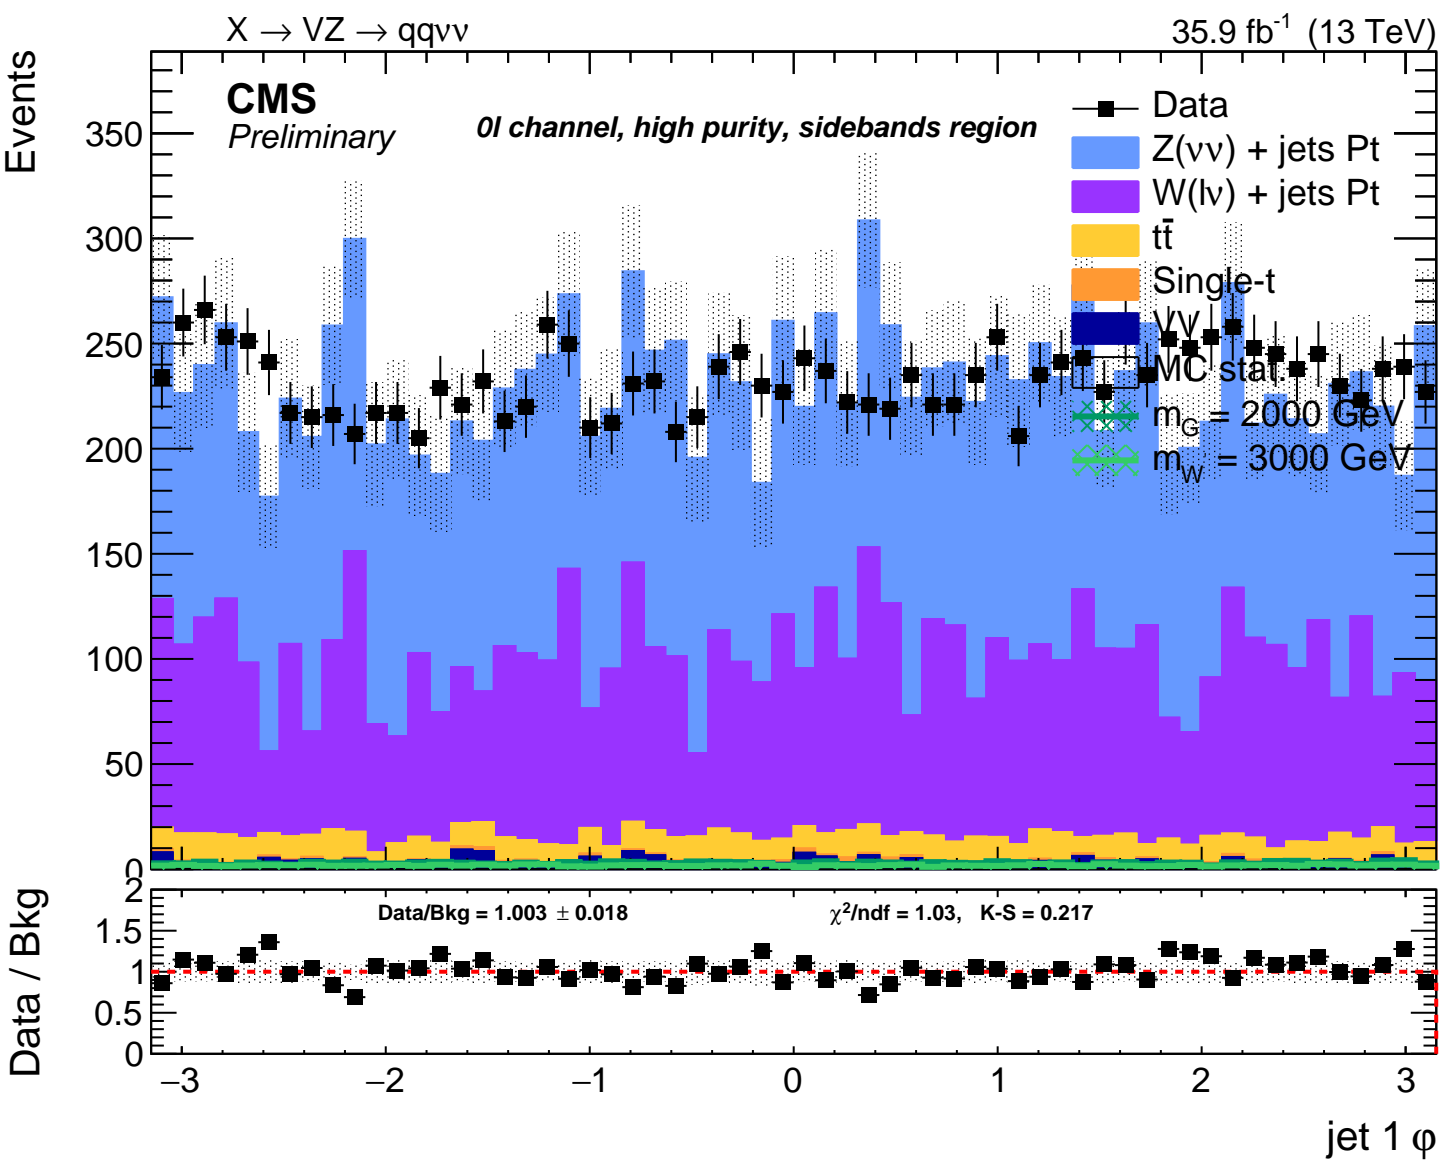 X → VZ → qqνν
35.9 fb⁻¹ (13 TeV)
Events
CMS
Preliminary
0l channel, high purity, sidebands region
Data
Z(νν) + jets Pt
W(lν) + jets Pt
tt̄
Single-t
VV
MC stat.
m_G = 2000 GeV
m_W = 3000 GeV
350
300
250
200
150
100
50
0
Data / Bkg
Data/Bkg = 1.003 ± 0.018
χ²/ndf = 1.03, K-S = 0.217
2
1.5
1
0.5
0
−3 −2 −1 0 1 2 3
jet 1 φ